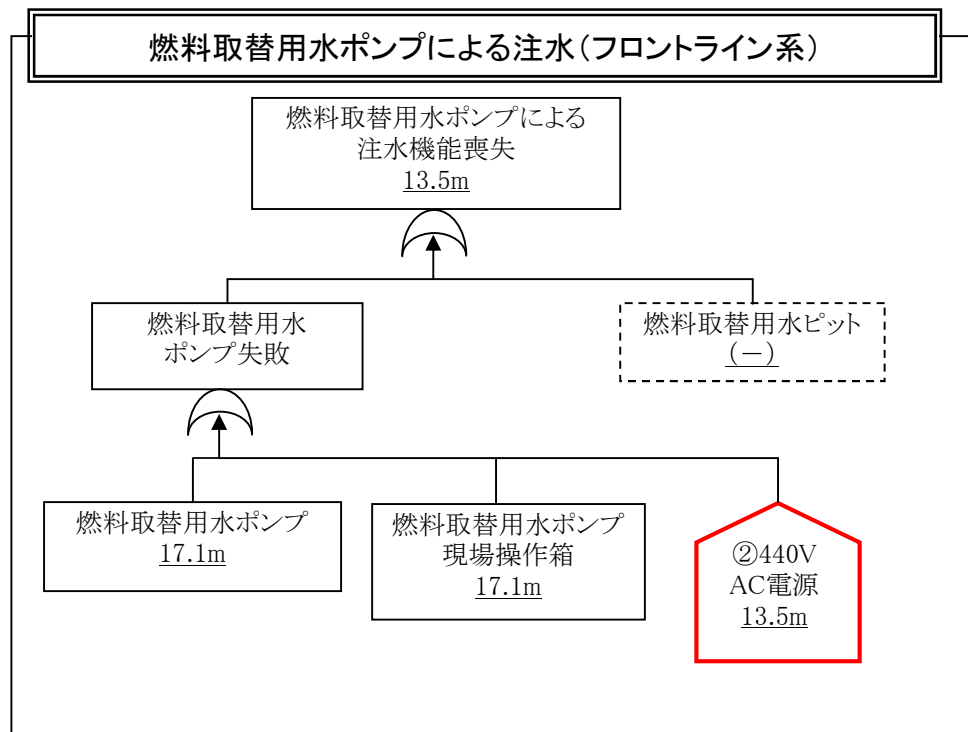 燃料取替用水ポンプによる注水(フロントライン系)
燃料取替用水ポンプによる
注水機能喪失
13.5m
燃料取替用水
ポンプ失敗
燃料取替用水ピット
(-)
燃料取替用水ポンプ
17.1m
燃料取替用水ポンプ
現場操作箱
17.1m
②440V
AC電源
13.5m